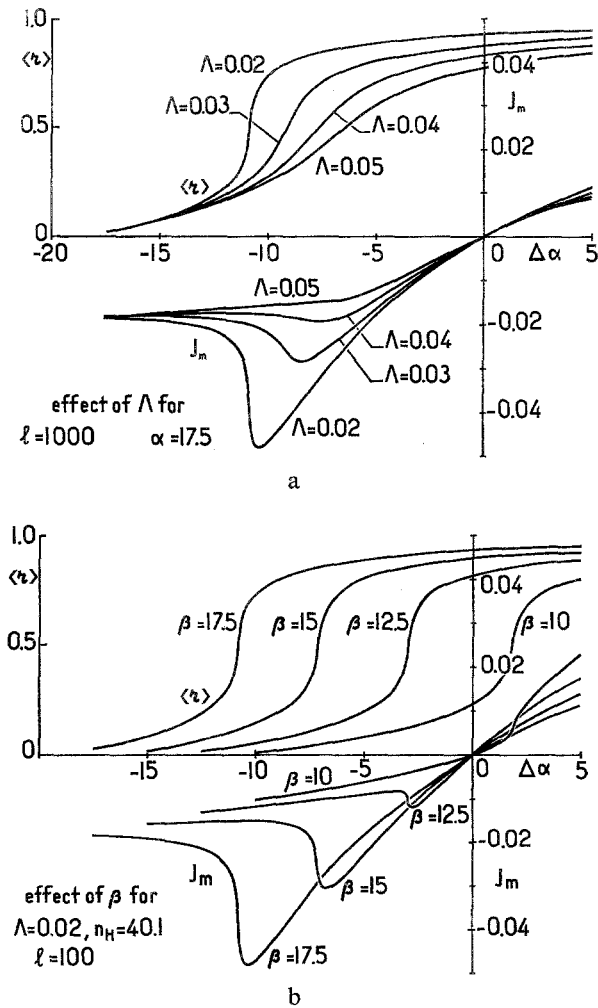 1.0
⟨r⟩
Λ=0.02
0.04
Jm
Λ=0.03
0.5
Λ=0.04
0.02
⟨r⟩
Λ=0.05
0
-20 -15 -10 -5 0 Δα 5
Λ=0.05
-0.02
Λ=0.04
Jm
Λ=0.03
effect of Λ for
-0.04
ℓ=1000 α=17.5
Λ=0.02
a
1.0
⟨r⟩
0.04
β=17.5 β=15 β=12.5 β=10
0.5
0.02
⟨r⟩
0
-15 -10 -5 0 Δα 5
β=10
β=12.5
-0.02
Jm
β=15
Jm
effect of β for
Λ=0.02, nH=40.1
-0.04
ℓ=100
β=17.5
b